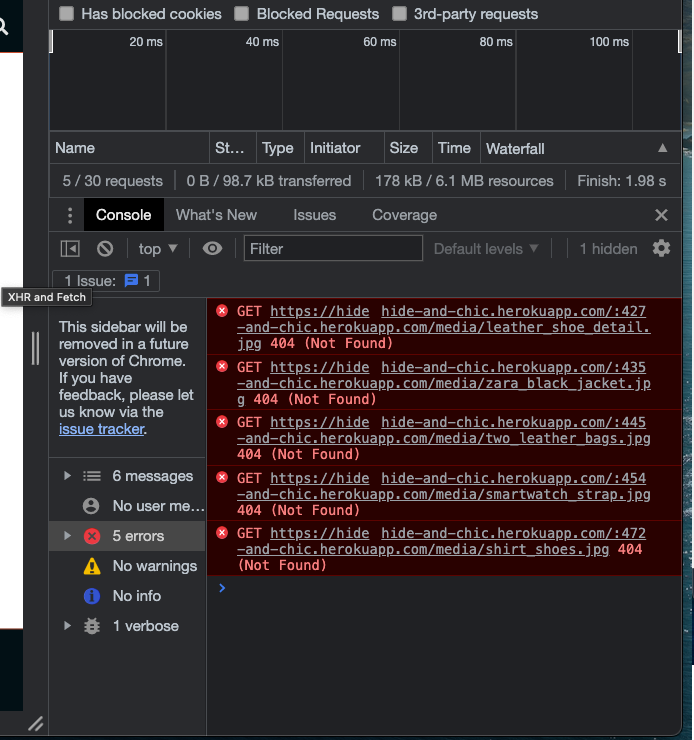 Has blocked cookies Blocked Requests 3rd-party requests
20 ms 40 ms 60 ms 80 ms 100 ms
Name St... Type Initiator Size Time Waterfall
5 / 30 requests 0 B / 98.7 kB transferred 178 kB / 6.1 MB resources Finish: 1.98 s
Console What's New Issues Coverage
top Filter Default levels 1 hidden
1 Issue: 1
XHR and Fetch
This sidebar will be
removed in a future
version of Chrome.
If you have
feedback, please let
us know via the
issue tracker.
6 messages
No user me...
5 errors
No warnings
No info
1 verbose
GET https://hide hide-and-chic.herokuapp.com/:427
-and-chic.herokuapp.com/media/leather_shoe_detail.
jpg 404 (Not Found)
GET https://hide hide-and-chic.herokuapp.com/:435
-and-chic.herokuapp.com/media/zara_black_jacket.jp
g 404 (Not Found)
GET https://hide hide-and-chic.herokuapp.com/:445
-and-chic.herokuapp.com/media/two_leather_bags.jpg
404 (Not Found)
GET https://hide hide-and-chic.herokuapp.com/:454
-and-chic.herokuapp.com/media/smartwatch_strap.jpg
404 (Not Found)
GET https://hide hide-and-chic.herokuapp.com/:472
-and-chic.herokuapp.com/media/shirt_shoes.jpg 404
(Not Found)